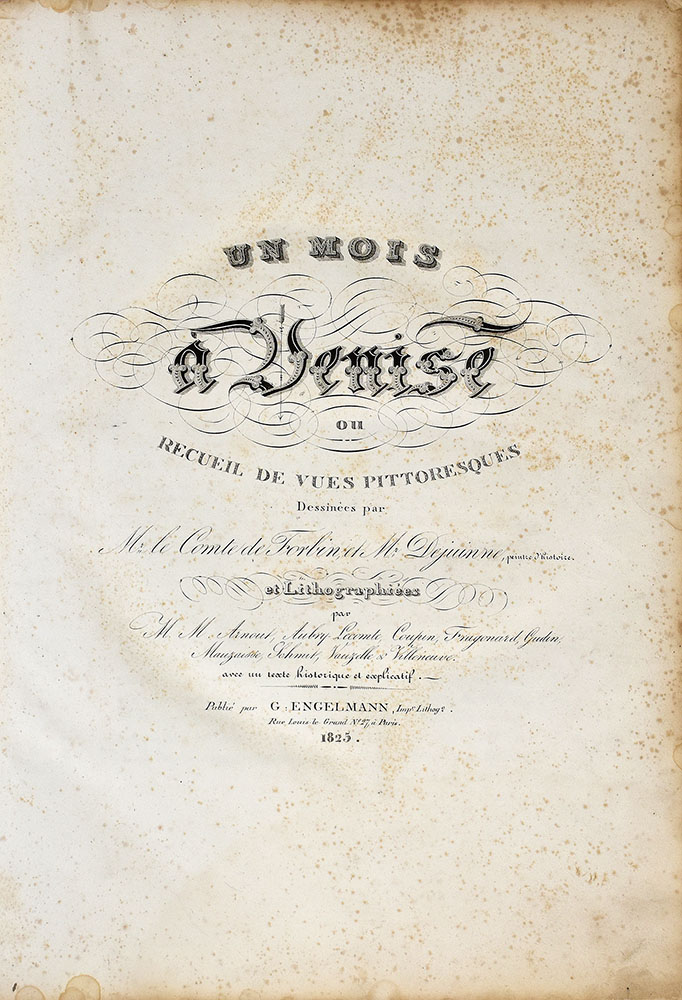 UN MOIS
à Venise
ou
RECUEIL DE VUES PITTORESQUES
Dessinées par
Mr. le Comte de Forbin et Mr. Dejuinne, peintre d'histoire.
et Lithographiées
par
M. M. Arnout, Aubry Lecomte, Coupin, Fragonard, Gudin,
Mauzaisse, Schmit, Vauzelle & Villeneuve.
avec un texte historique et explicatif.
Publié par G. ENGELMANN, Impr. Lithogr.
Rue Louis-le-Grand No. 27, à Paris.
1825.